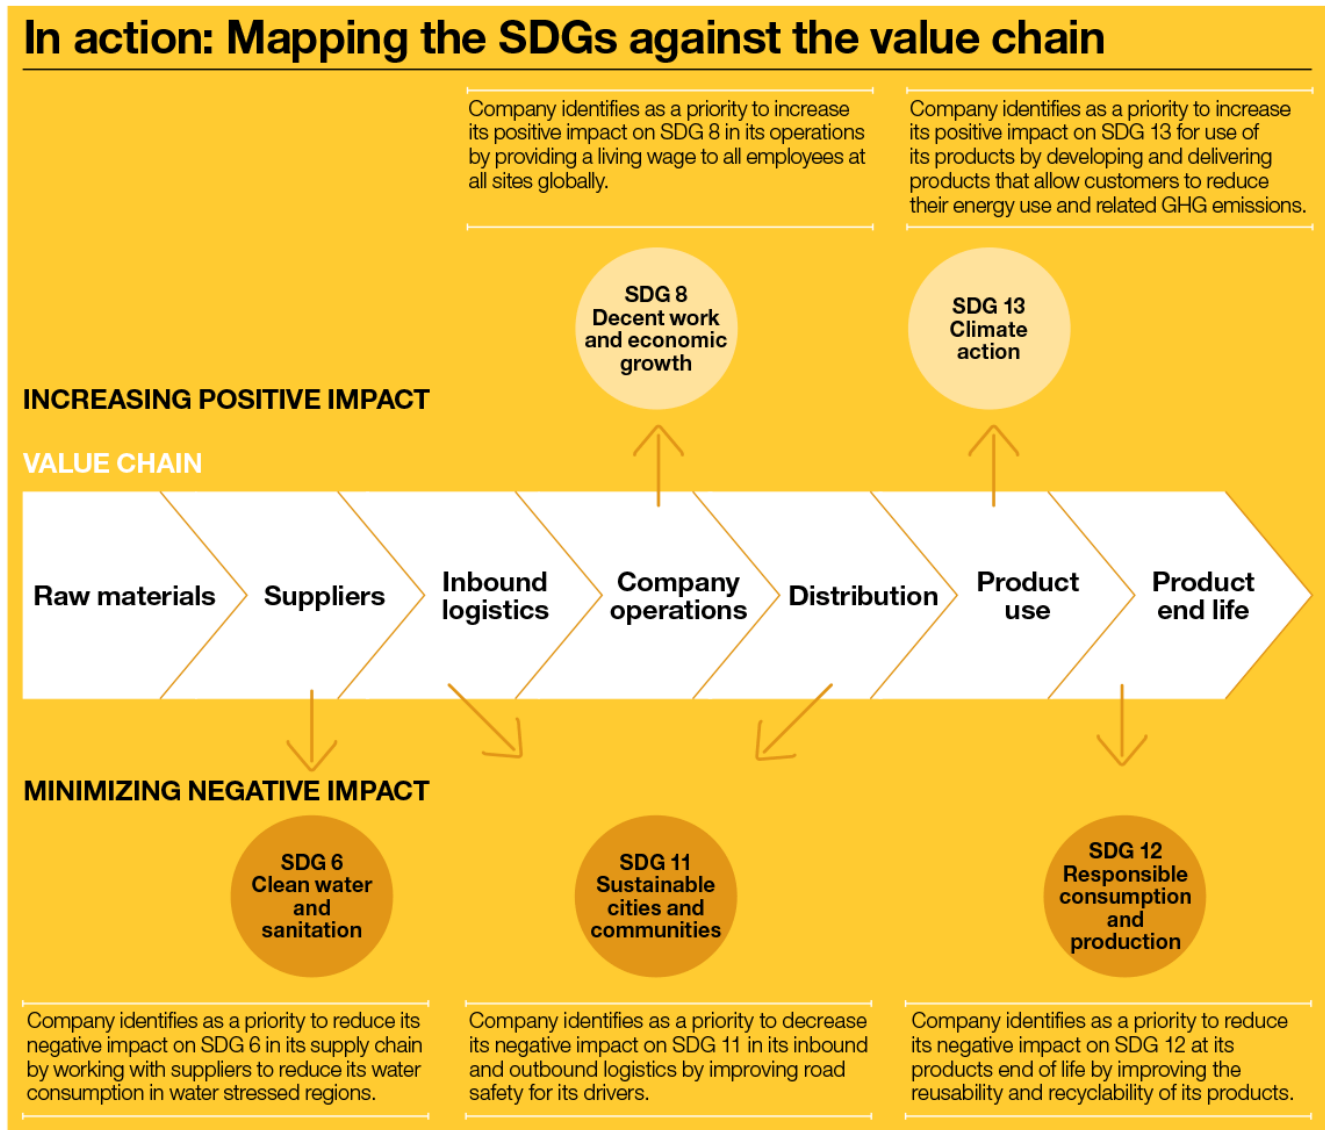 In action: Mapping the SDGs against the value chain
Company identifies as a priority to increase
its positive impact on SDG 8 in its operations
by providing a living wage to all employees at
all sites globally.
Company identifies as a priority to increase
its positive impact on SDG 13 for use of
its products by developing and delivering
products that allow customers to reduce
their energy use and related GHG emissions.
SDG 8
Decent work
and economic
growth
SDG 13
Climate
action
INCREASING POSITIVE IMPACT
VALUE CHAIN
Raw materials
Suppliers
Inbound
logistics
Company
operations
Distribution
Product
use
Product
end life
MINIMIZING NEGATIVE IMPACT
SDG 6
Clean water
and
sanitation
SDG 11
Sustainable
cities and
communities
SDG 12
Responsible
consumption
and
production
Company identifies as a priority to reduce its
negative impact on SDG 6 in its supply chain
by working with suppliers to reduce its water
consumption in water stressed regions.
Company identifies as a priority to decrease
its negative impact on SDG 11 in its inbound
and outbound logistics by improving road
safety for its drivers.
Company identifies as a priority to reduce
its negative impact on SDG 12 at its
products end of life by improving the
reusability and recyclability of its products.